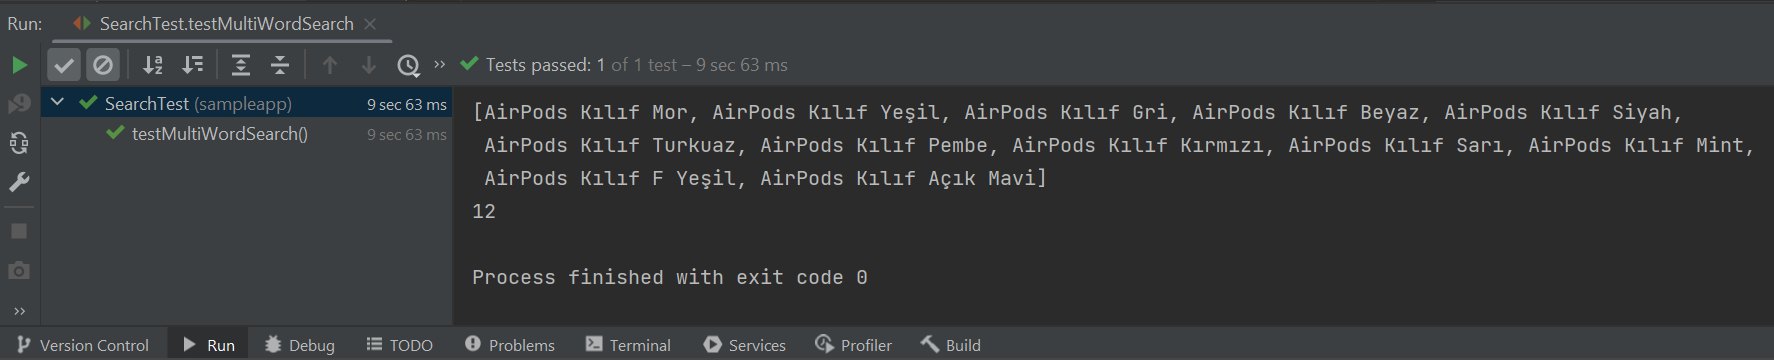 Run: SearchTest.testMultiWordSearch
Tests passed: 1 of 1 test – 9 sec 63 ms
SearchTest (sampleapp) 9 sec 63 ms
testMultiWordSearch() 9 sec 63 ms
[AirPods Kılıf Mor, AirPods Kılıf Yeşil, AirPods Kılıf Gri, AirPods Kılıf Beyaz, AirPods Kılıf Siyah,
AirPods Kılıf Turkuaz, AirPods Kılıf Pembe, AirPods Kılıf Kırmızı, AirPods Kılıf Sarı, AirPods Kılıf Mint,
AirPods Kılıf F Yeşil, AirPods Kılıf Açık Mavi]
12
Process finished with exit code 0
Version Control Run Debug TODO Problems Terminal Services Profiler Build